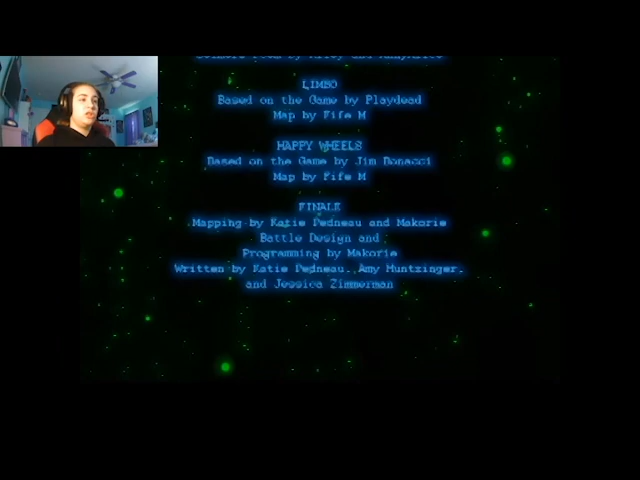 LIMBO
Based on the Game by Playdead
Map by Fife M
HAPPY WHEELS
Based on the Game by Jim Bonacci
Map by Fife M
FINALE
Mapping by Katie Pedneau and Makorie
Battle Design and
Programming by Makorie
Written by Katie Pedneau, Amy Huntzinger,
and Jessica Zimmerman